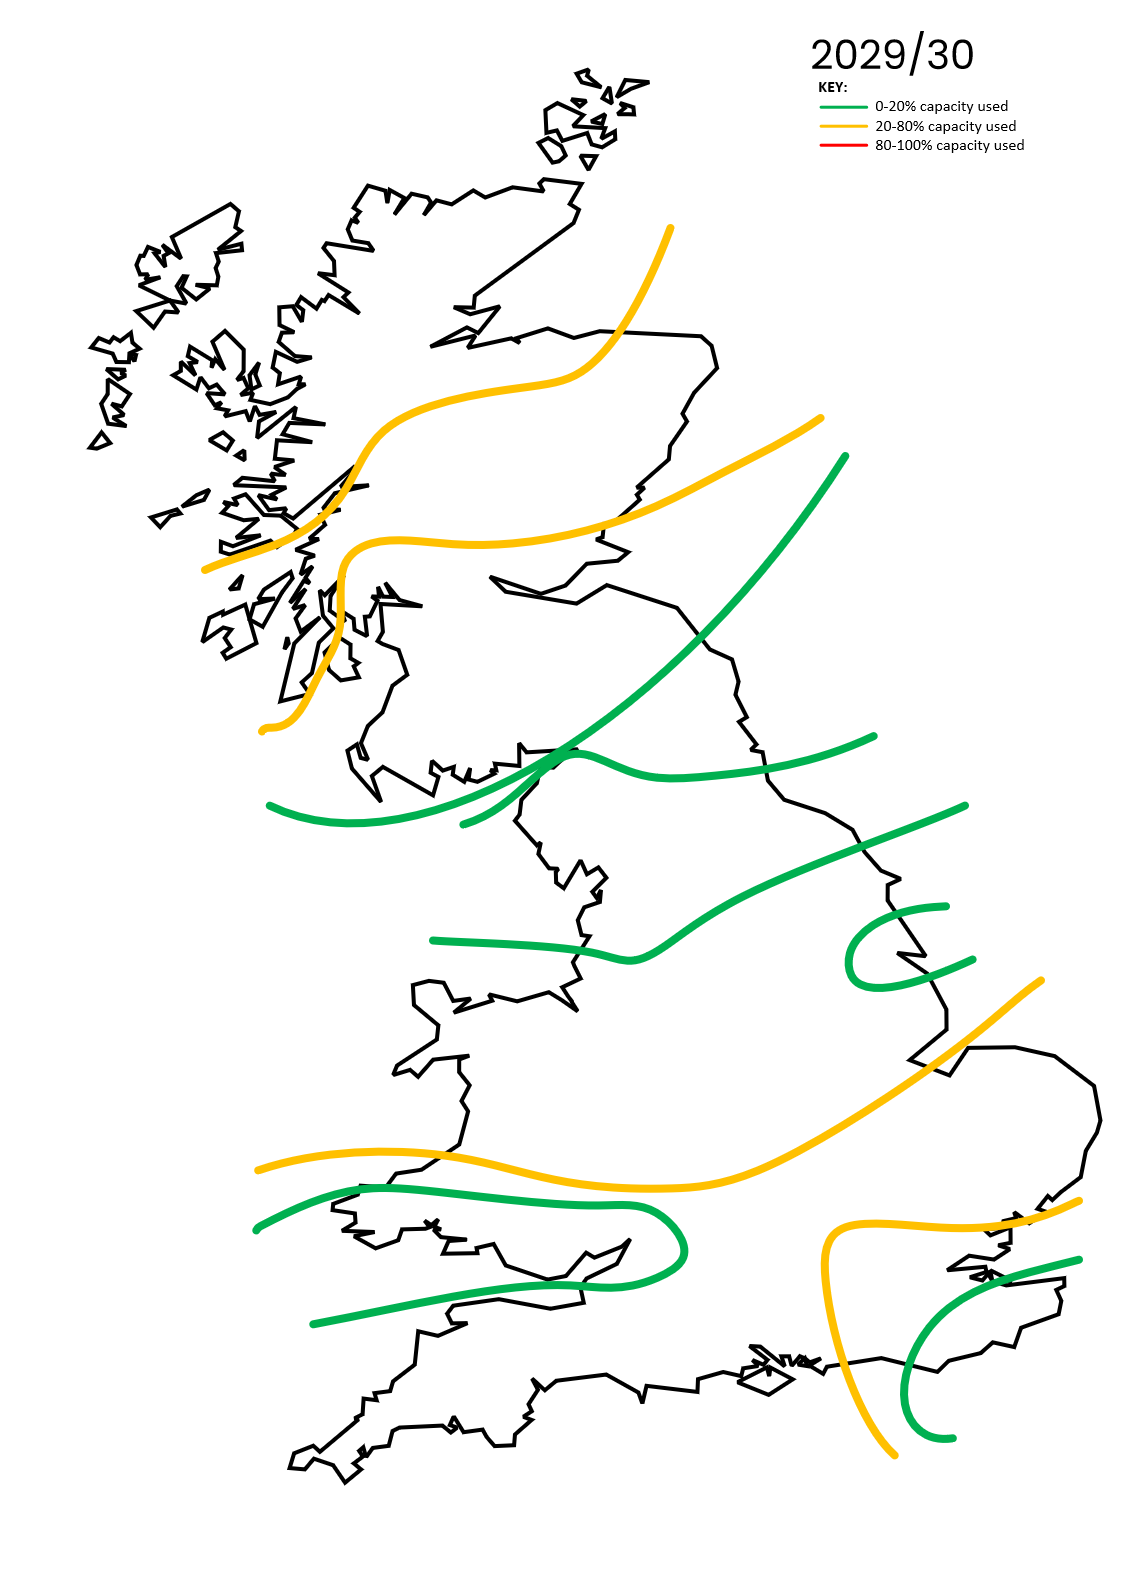 2029/30
KEY:
0-20% capacity used
20-80% capacity used
80-100% capacity used